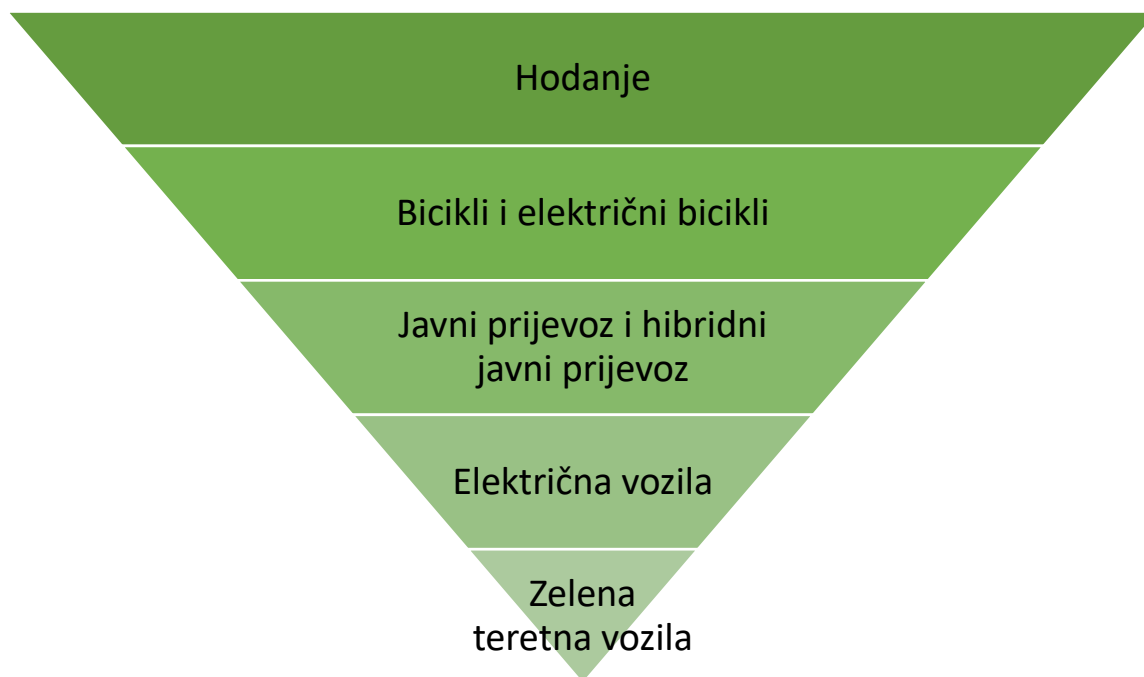 Hodanje
Bicikli i električni bicikli
Javni prijevoz i hibridni
javni prijevoz
Električna vozila
Zelena
teretna vozila